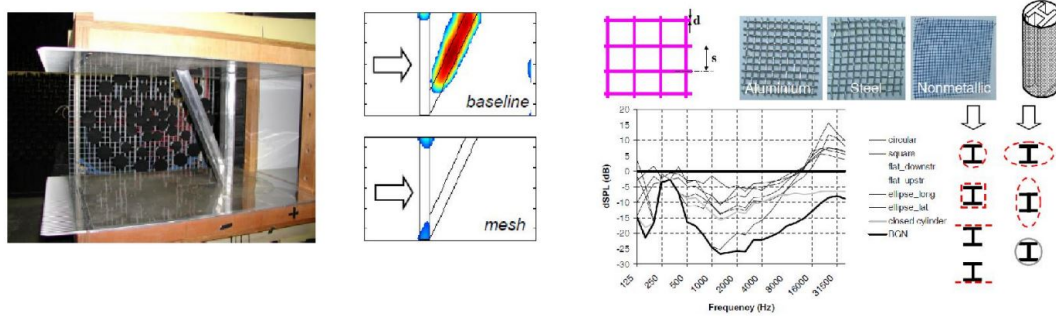 baseline
mesh
- +
d
s
Aluminium Steel Nonmetallic
20
15
10
5
0
-5
-10
-15
-20
-25
-30
dSPL (dB)
125 250 500 1000 2000 4000 8000 16000 31500
Frequency (Hz)
circular
square
flat_downstr
flat_upstr
ellipse_long
ellipse_lat
closed cylinder
BGN